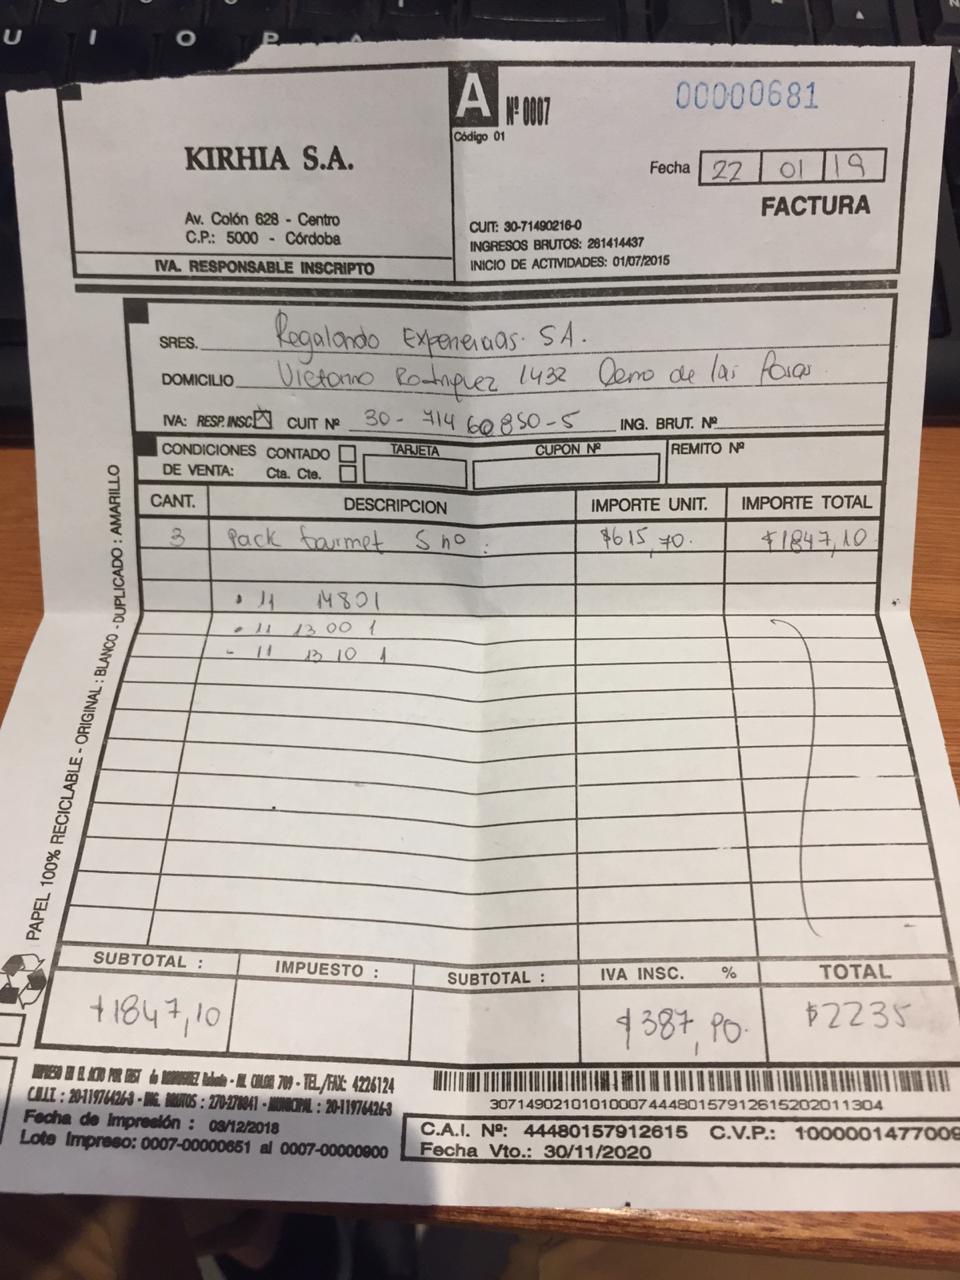 U I O P
A Nº 0007 00000681
Código 01
KIRHIA S.A.
Fecha 22 01 19
FACTURA
Av. Colón 628 - Centro
C.P.: 5000 - Córdoba
CUIT: 30-71490216-0
INGRESOS BRUTOS: 281414437
INICIO DE ACTIVIDADES: 01/07/2015
IVA. RESPONSABLE INSCRIPTO
SRES. Regalando Experiencias. SA.
DOMICILIO Victorino Rodriguez 1432 Cerro de las Rosas
IVA: RESP. INSC. X CUIT Nº 30-71460850-5 ING. BRUT. Nº
CONDICIONES CONTADO TARJETA CUPON Nº REMITO Nº
DE VENTA: Cta. Cte.
CANT. DESCRIPCION IMPORTE UNIT. IMPORTE TOTAL
3 Pack Gourmet S nº: $615,70. $1847,10
• 11 14801
• 11 13001
- 11 13101
SUBTOTAL : IMPUESTO : SUBTOTAL : IVA INSC. % TOTAL
$1847,10 $387,90. $2235
PAPEL 100% RECICLABLE - ORIGINAL : BLANCO - DUPLICADO : AMARILLO
IMPRESO EN EL ACTO POR de RODRIGUEZ Roberto - AV. COLON 709 - TEL./FAX: 4226124
C.U.I.T. : 20-11976426-3 - ING. BRUTOS : 270-278041 - MUNICIPAL : 20-11976426-3
Fecha de Impresión : 03/12/2018
Lote Impreso: 0007-00000651 al 0007-00000900
307149021010100074448015791261520201​1304
C.A.I. Nº: 44480157912615 C.V.P.: 1000001477009
Fecha Vto.: 30/11/2020